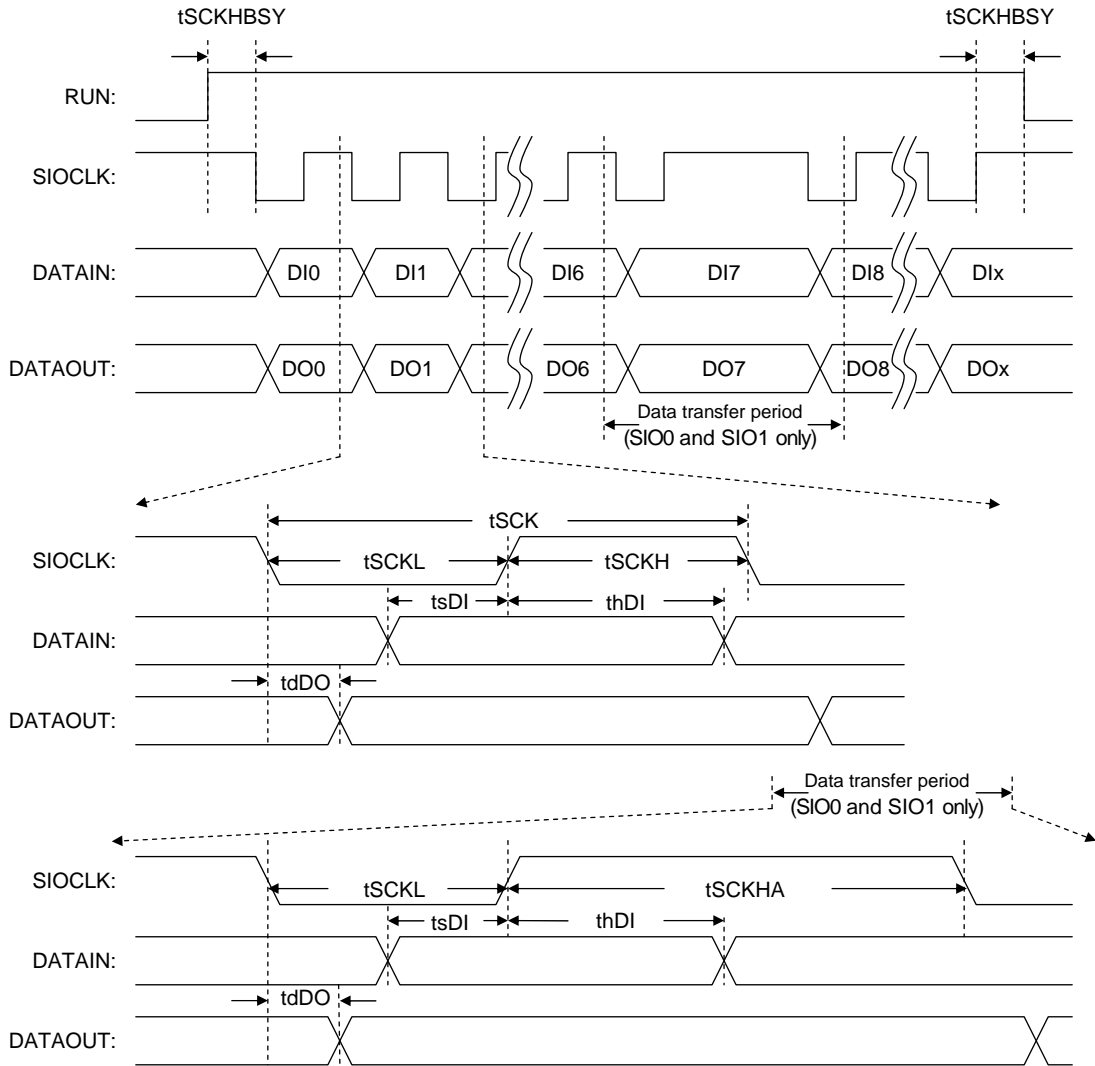 tSCKHBSY tSCKHBSY
RUN:
SIOCLK:
DATAIN: DI0 DI1 DI6 DI7 DI8 DIx
DATAOUT: DO0 DO1 DO6 DO7 DO8 DOx
Data transfer period
(SIO0 and SIO1 only)
tSCK
SIOCLK: tSCKL tSCKH
tsDI thDI
DATAIN:
tdDO
DATAOUT:
Data transfer period
(SIO0 and SIO1 only)
SIOCLK: tSCKL tSCKHA
tsDI thDI
DATAIN:
tdDO
DATAOUT: